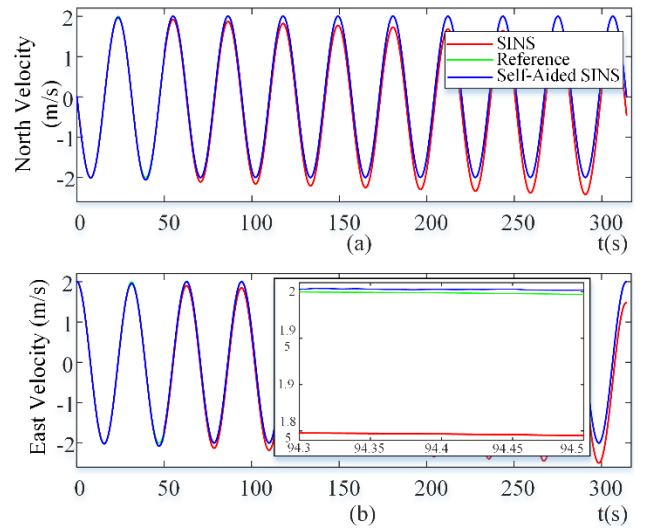 2
1
0
-1
-2
North Velocity
(m/s)
SINS
Reference
Self-Aided SINS
0 50 100 150 200 250 300
(a) t(s)
2
1
0
-1
-2
East Velocity (m/s)
2
1.9
5
1.9
1.8
5
94.3 94.35 94.4 94.45 94.5
0 50 100 150 200 250 300
(b) t(s)